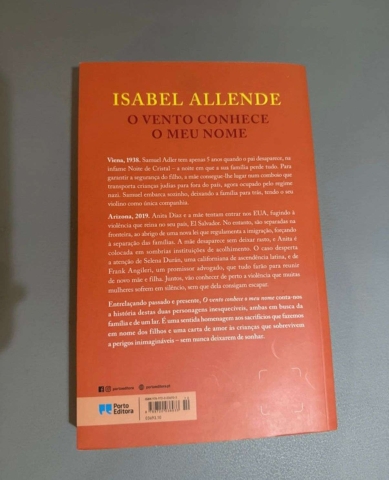 ISABEL ALLENDE
O VENTO CONHECE
O MEU NOME
Viena, 1938. Samuel Adler tem apenas 5 anos quando o pai desaparece, na
infame Noite de Cristal – a noite em que a sua família perde tudo. Para
garantir a segurança do filho, a mãe consegue-lhe lugar num comboio que
transporta crianças judias para fora do país, agora ocupado pelo regime
nazi. Samuel embarca sozinho, deixando a família para trás, tendo o seu
violino como única companhia.
Arizona, 2019. Anita Díaz e a mãe tentam entrar nos EUA, fugindo à
violência que reina no seu país, El Salvador. No entanto, são separadas na
fronteira, ao abrigo de uma nova lei que regulamenta a imigração, forçando
à separação das famílias. A mãe desaparece sem deixar rasto, e Anita é
colocada em sombrias instituições de acolhimento. O caso desperta
a atenção de Selena Durán, uma californiana de ascendência latina, e de
Frank Angileri, um promissor advogado, que tudo farão para reunir
de novo mãe e filha. Juntos, vão conhecer de perto a violência que muitas
mulheres sofrem em silêncio, sem que dela consigam escapar.
Entrelaçando passado e presente, O vento conhece o meu nome conta-nos
a história destas duas personagens inesquecíveis, ambas em busca da
família e de um lar. É uma sentida homenagem aos sacrifícios que fazemos
em nome dos filhos e uma carta de amor às crianças que sobrevivem
a perigos inimagináveis – sem nunca deixarem de sonhar.
portoeditora
portoeditorapt
Porto
Editora